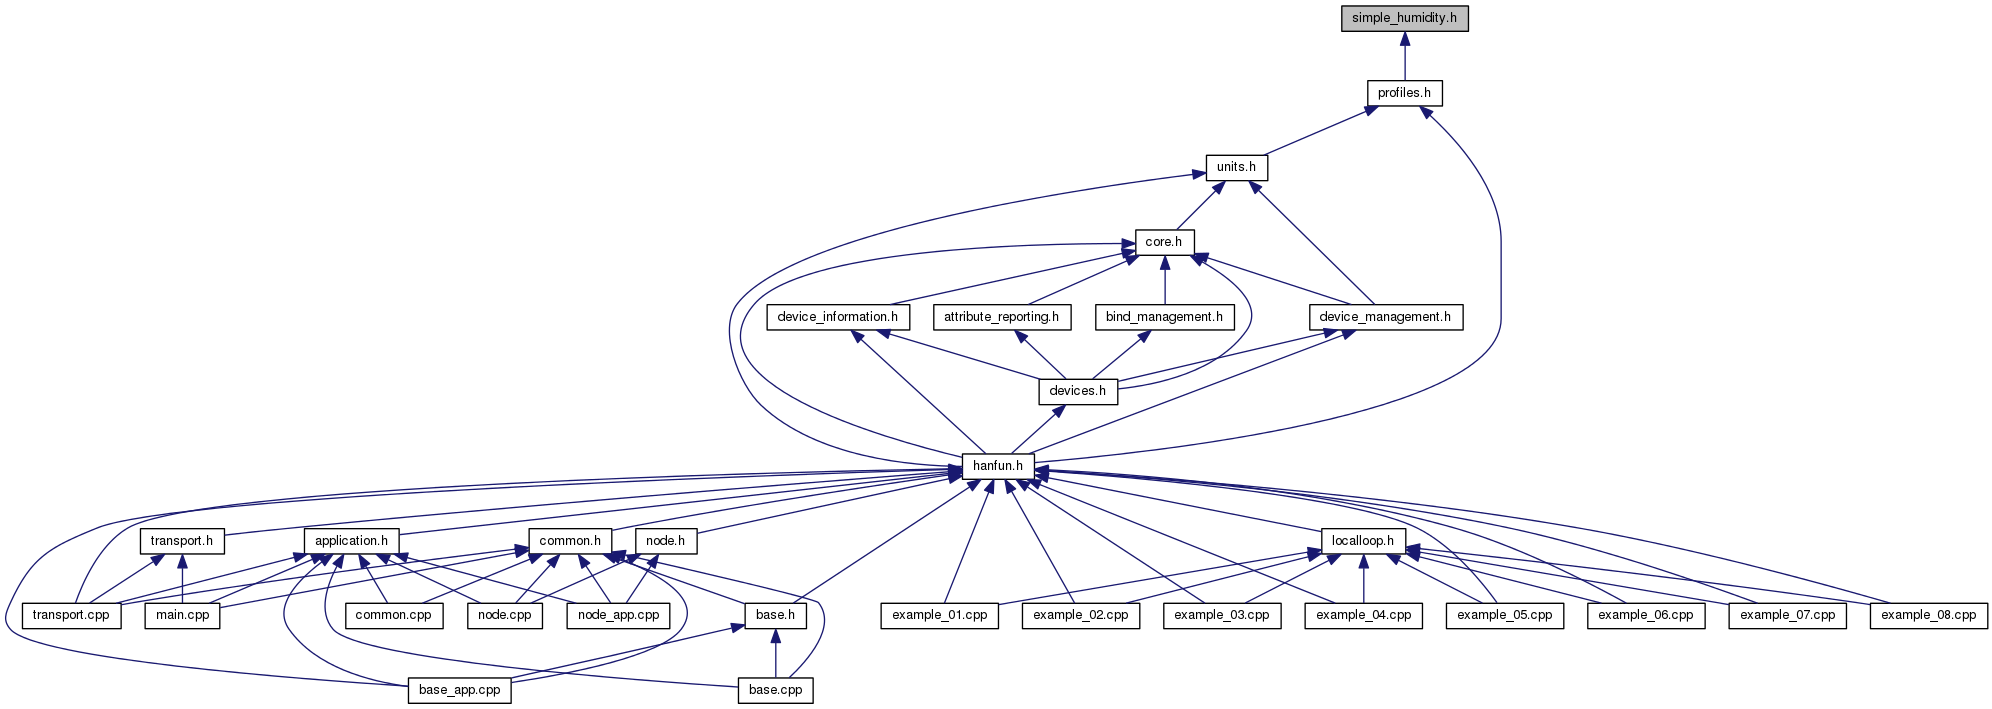 simple_humidity.h
profiles.h
units.h
core.h
device_information.h
attribute_reporting.h
bind_management.h
device_management.h
devices.h
hanfun.h
transport.h
application.h
common.h
node.h
localloop.h
transport.cpp
main.cpp
common.cpp
node.cpp
node_app.cpp
base.h
example_01.cpp
example_02.cpp
example_03.cpp
example_04.cpp
example_05.cpp
example_06.cpp
example_07.cpp
example_08.cpp
base_app.cpp
base.cpp